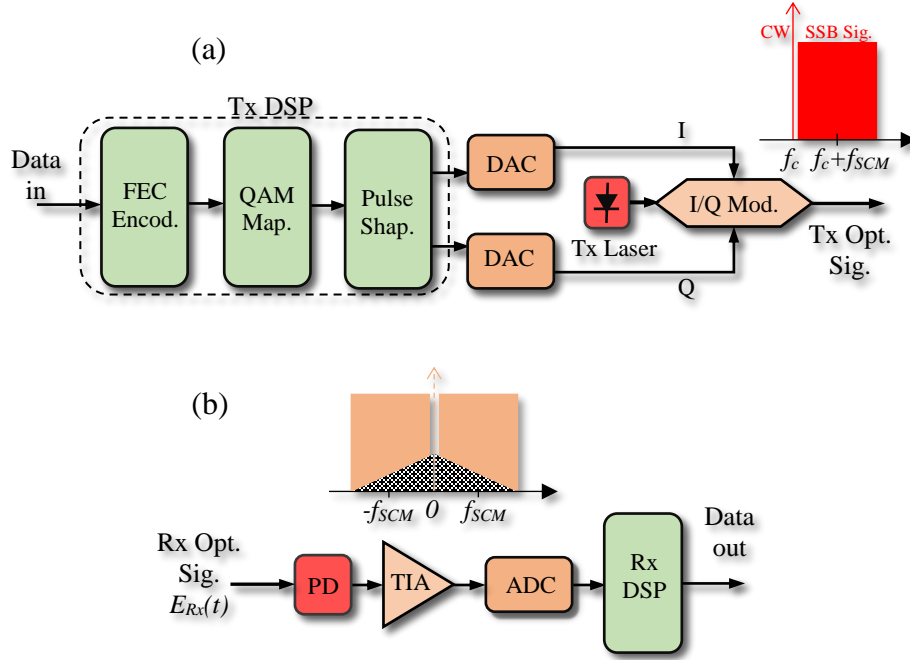 (a)
CW
SSB Sig.
f_c
f_c+f_SCM
Tx DSP
Data
in
FEC
Encod.
QAM
Map.
Pulse
Shap.
DAC
DAC
I
Q
Tx Laser
I/Q Mod.
Tx Opt.
Sig.
(b)
-f_SCM
0
f_SCM
Rx Opt.
Sig.
E_Rx(t)
PD
TIA
ADC
Rx
DSP
Data
out